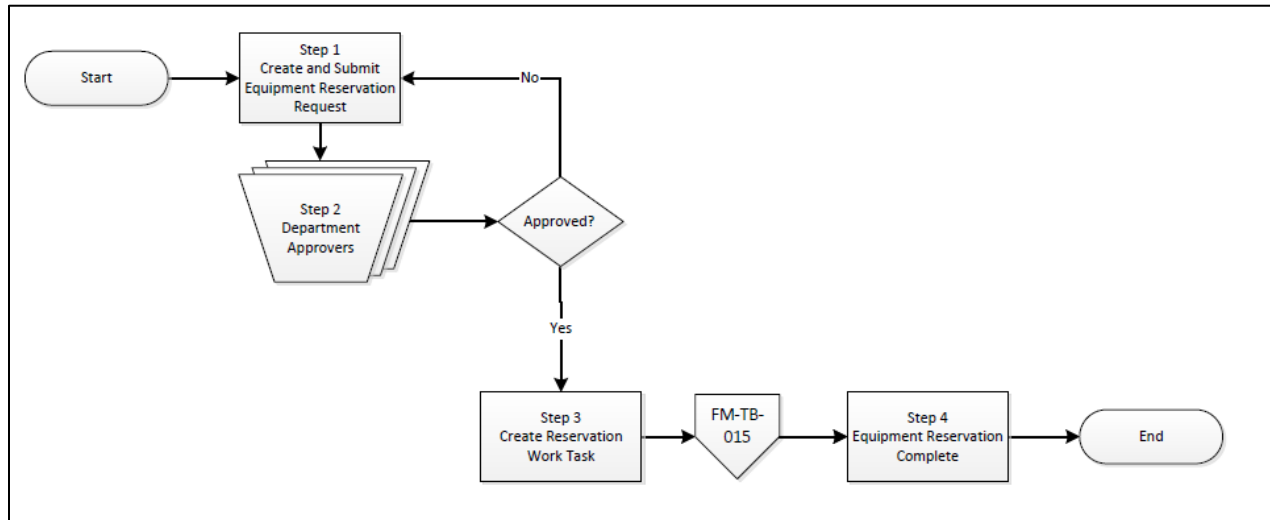 Start
Step 1
Create and Submit
Equipment Reservation
Request
No
Step 2
Department
Approvers
Approved?
Yes
Step 3
Create Reservation
Work Task
FM-TB-
015
Step 4
Equipment Reservation
Complete
End